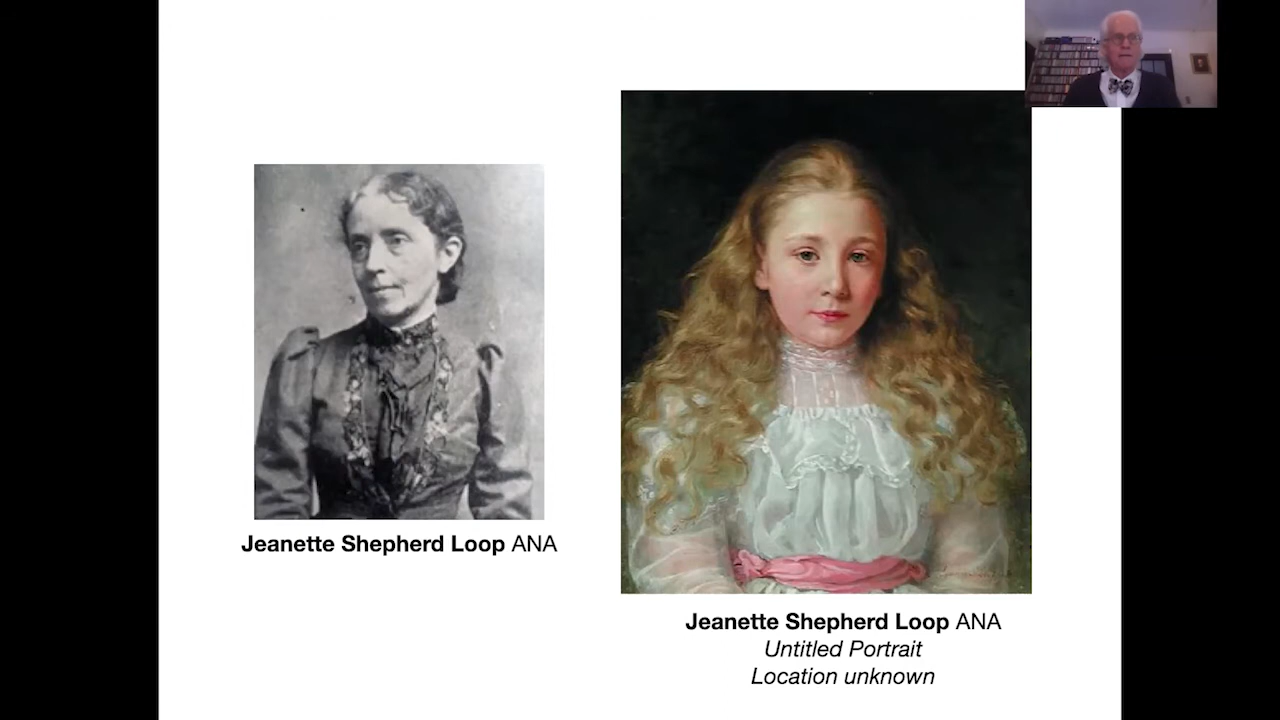 Jeanette Shepherd Loop ANA
Jeanette Shepherd Loop ANA
Untitled Portrait
Location unknown